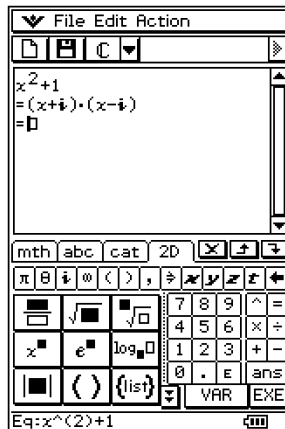 File Edit Action
ℂ
x²+1
=(x+i)·(x-i)
=
mth abc cat 2D
π θ i ∞ ( ) , ⇒ x y z t ←
7 8 9 ^ =
√■ ■√□ 4 5 6 × ÷
x■ e■ log■□ 1 2 3 + -
|■| ( ) {list} 0 . E ans
VAR EXE
Eq:x^(2)+1